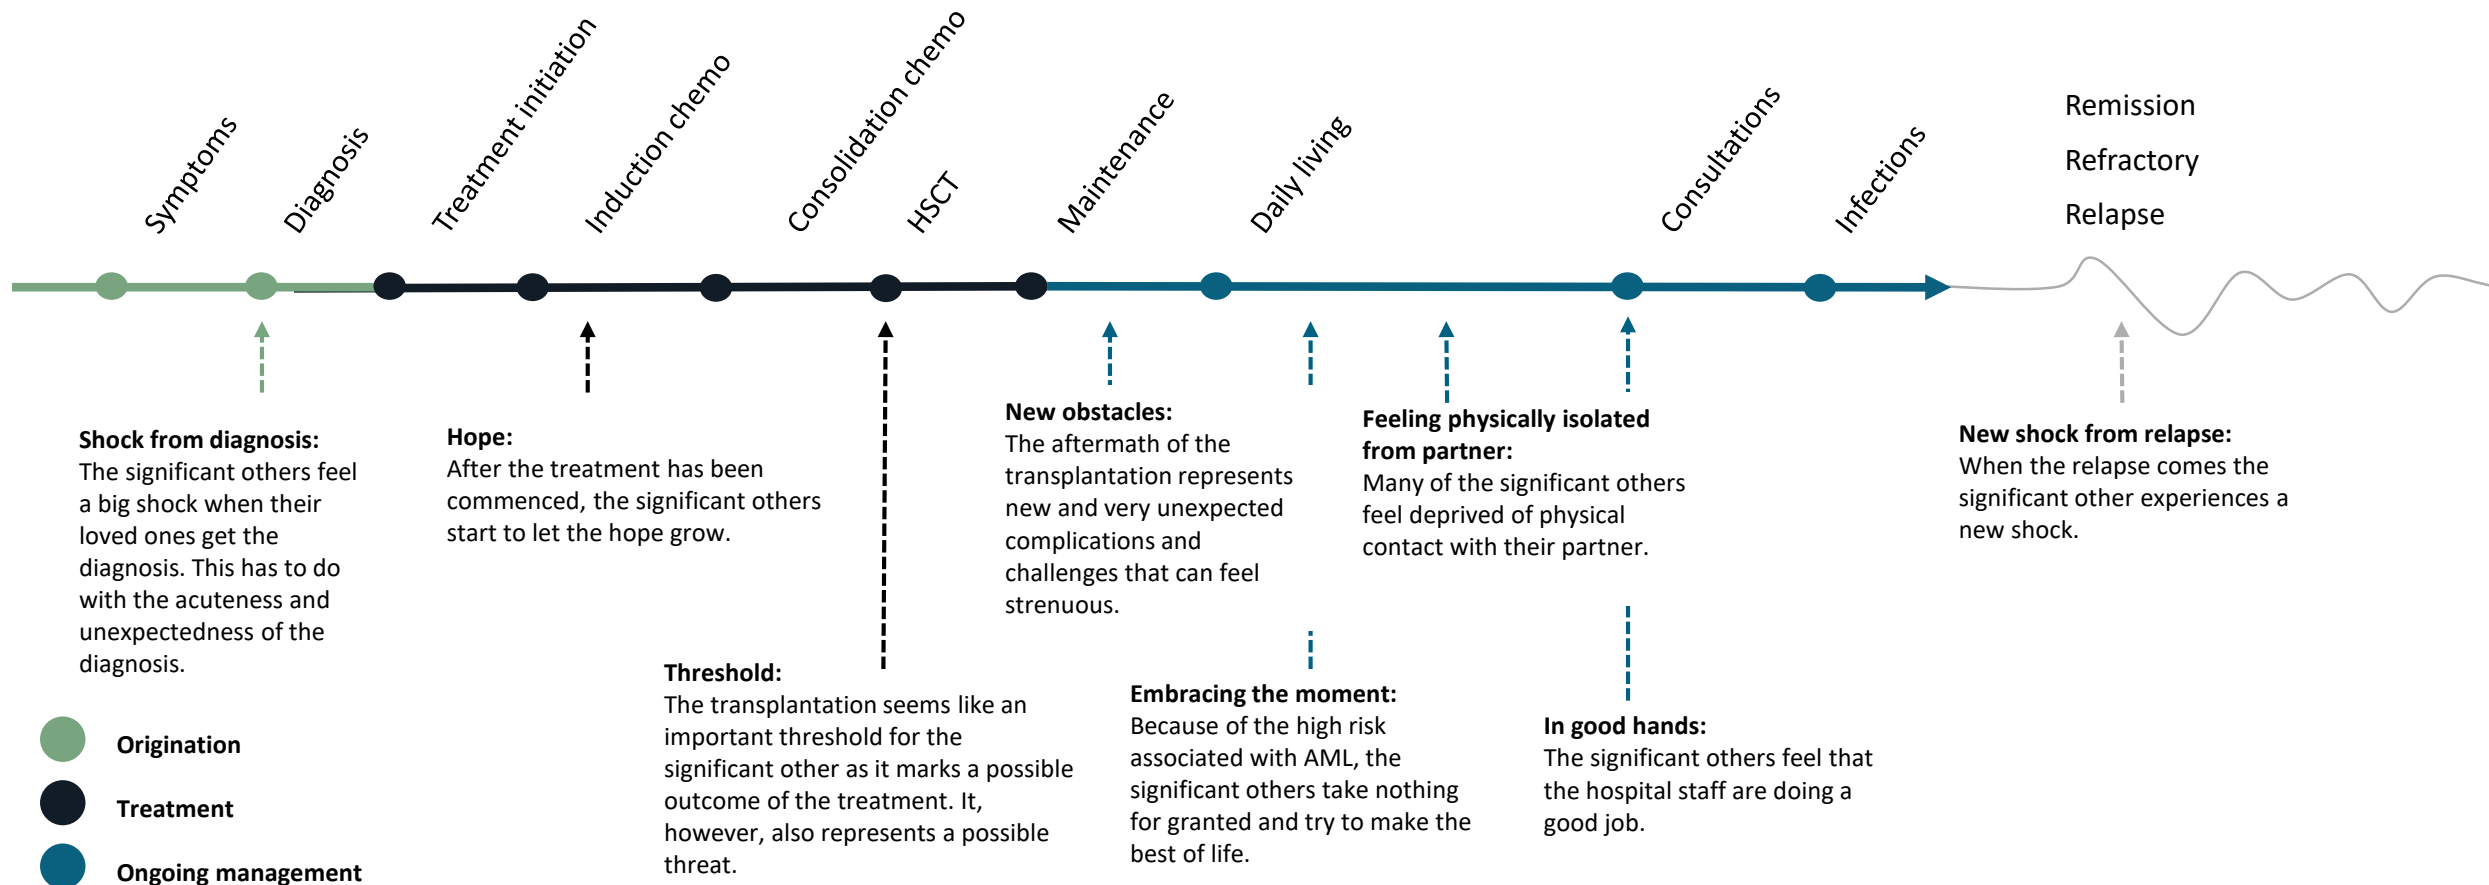 Symptoms
Diagnosis
Treatment initiation
Induction chemo
Consolidation chemo
HSCT
Maintenance
Daily living
Consultations
Infections
Remission
Refractory
Relapse
Shock from diagnosis:
The significant others feel
a big shock when their
loved ones get the
diagnosis. This has to do
with the acuteness and
unexpectedness of the
diagnosis.
Hope:
After the treatment has been
commenced, the significant others
start to let the hope grow.
Threshold:
The transplantation seems like an
important threshold for the
significant other as it marks a possible
outcome of the treatment. It,
however, also represents a possible
threat.
New obstacles:
The aftermath of the
transplantation represents
new and very unexpected
complications and
challenges that can feel
strenuous.
Embracing the moment:
Because of the high risk
associated with AML, the
significant others take nothing
for granted and try to make the
best of life.
Feeling physically isolated
from partner:
Many of the significant others
feel deprived of physical
contact with their partner.
In good hands:
The significant others feel that
the hospital staff are doing a
good job.
New shock from relapse:
When the relapse comes the
significant other experiences a
new shock.
Origination
Treatment
Ongoing management